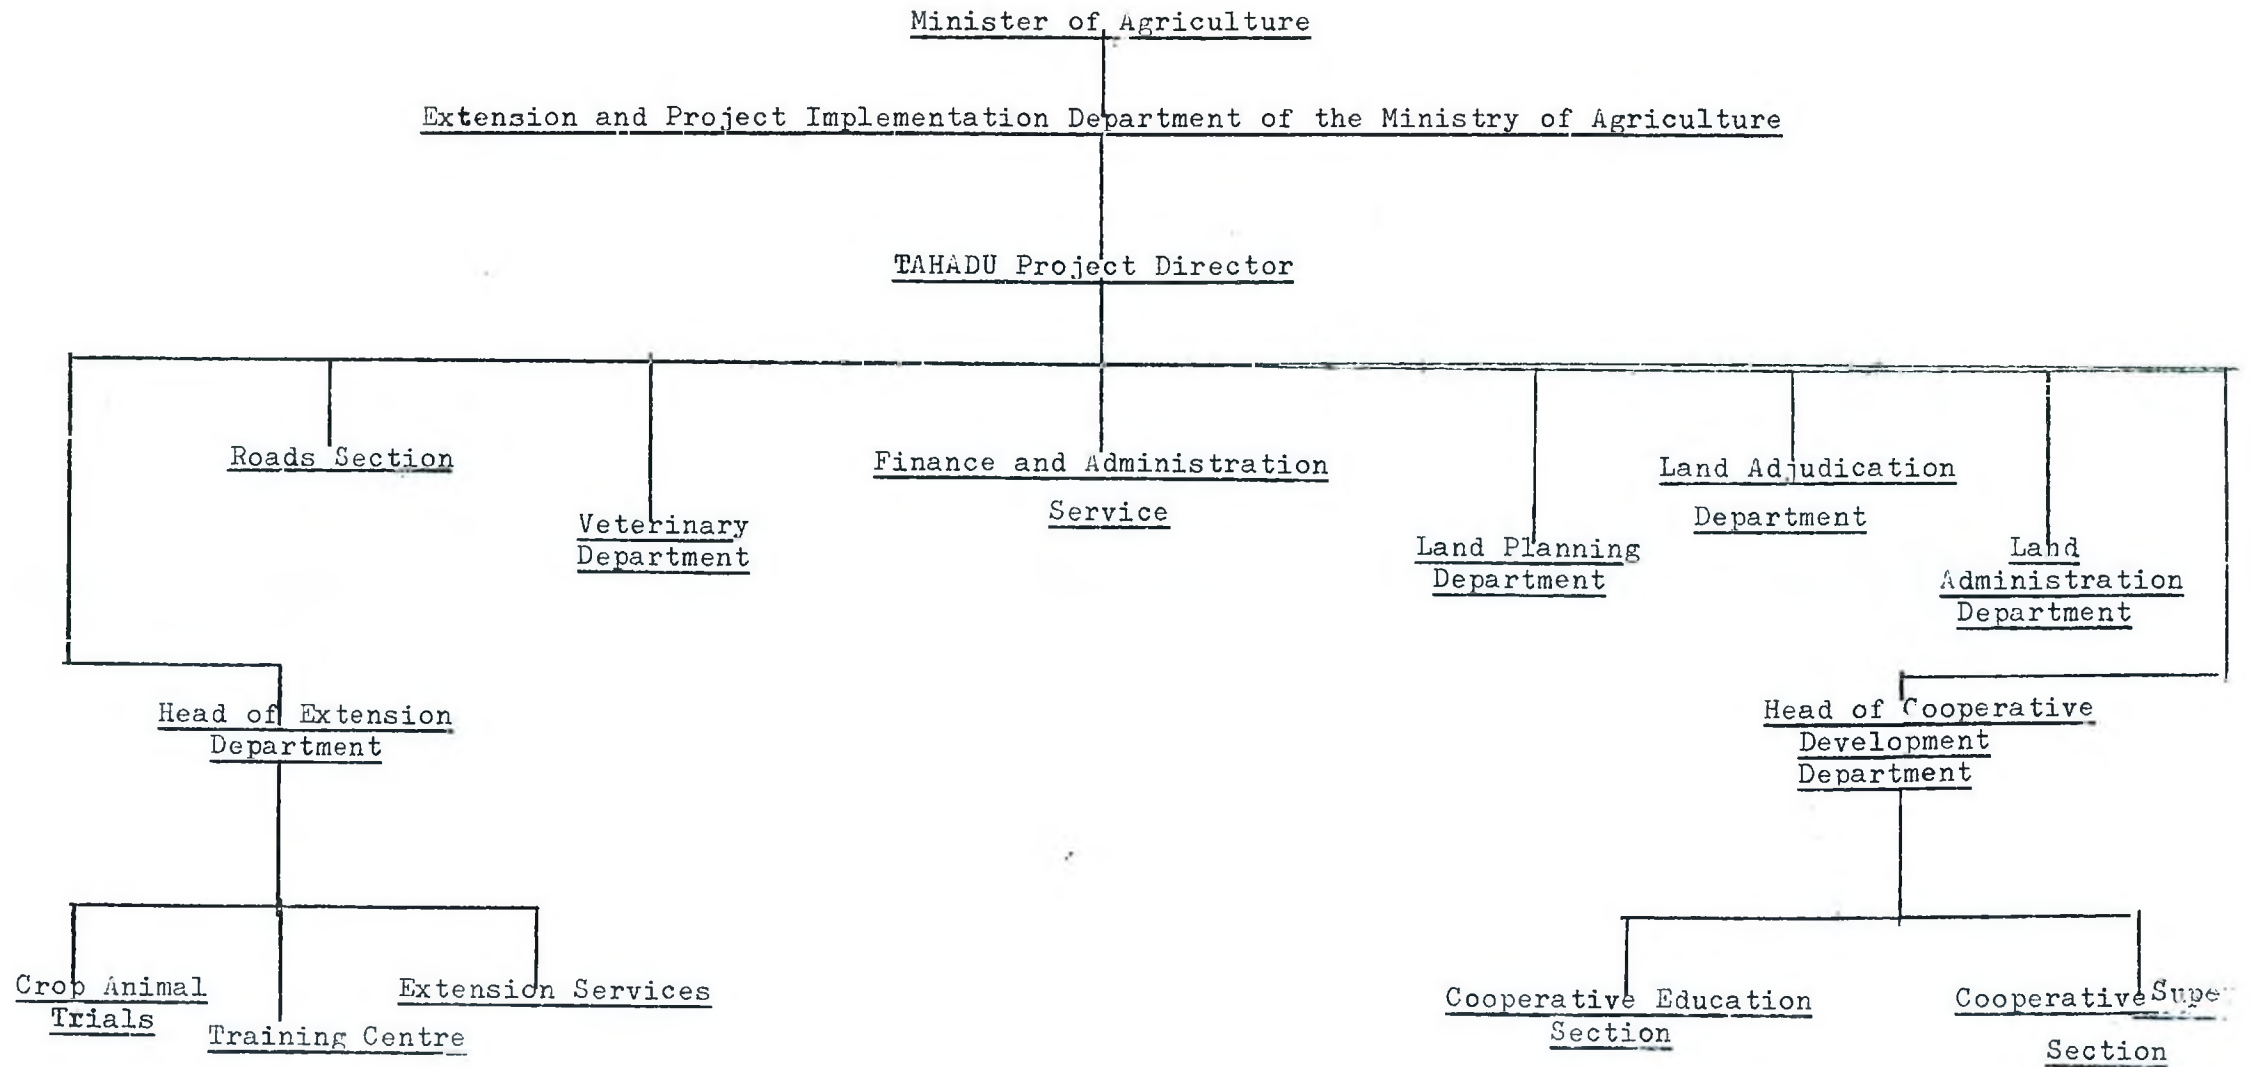 Minister of Agriculture
Extension and Project Implementation Department of the Ministry of Agriculture
TAHADU Project Director
Roads Section
Veterinary
Department
Finance and Administration
Service
Land Planning
Department
Land Adjudication
Department
Land
Administration
Department
Head of Extension
Department
Head of Cooperative
Development
Department
Crop Animal
Trials
Training Centre
Extension Services
Cooperative Education
Section
Cooperative
Section